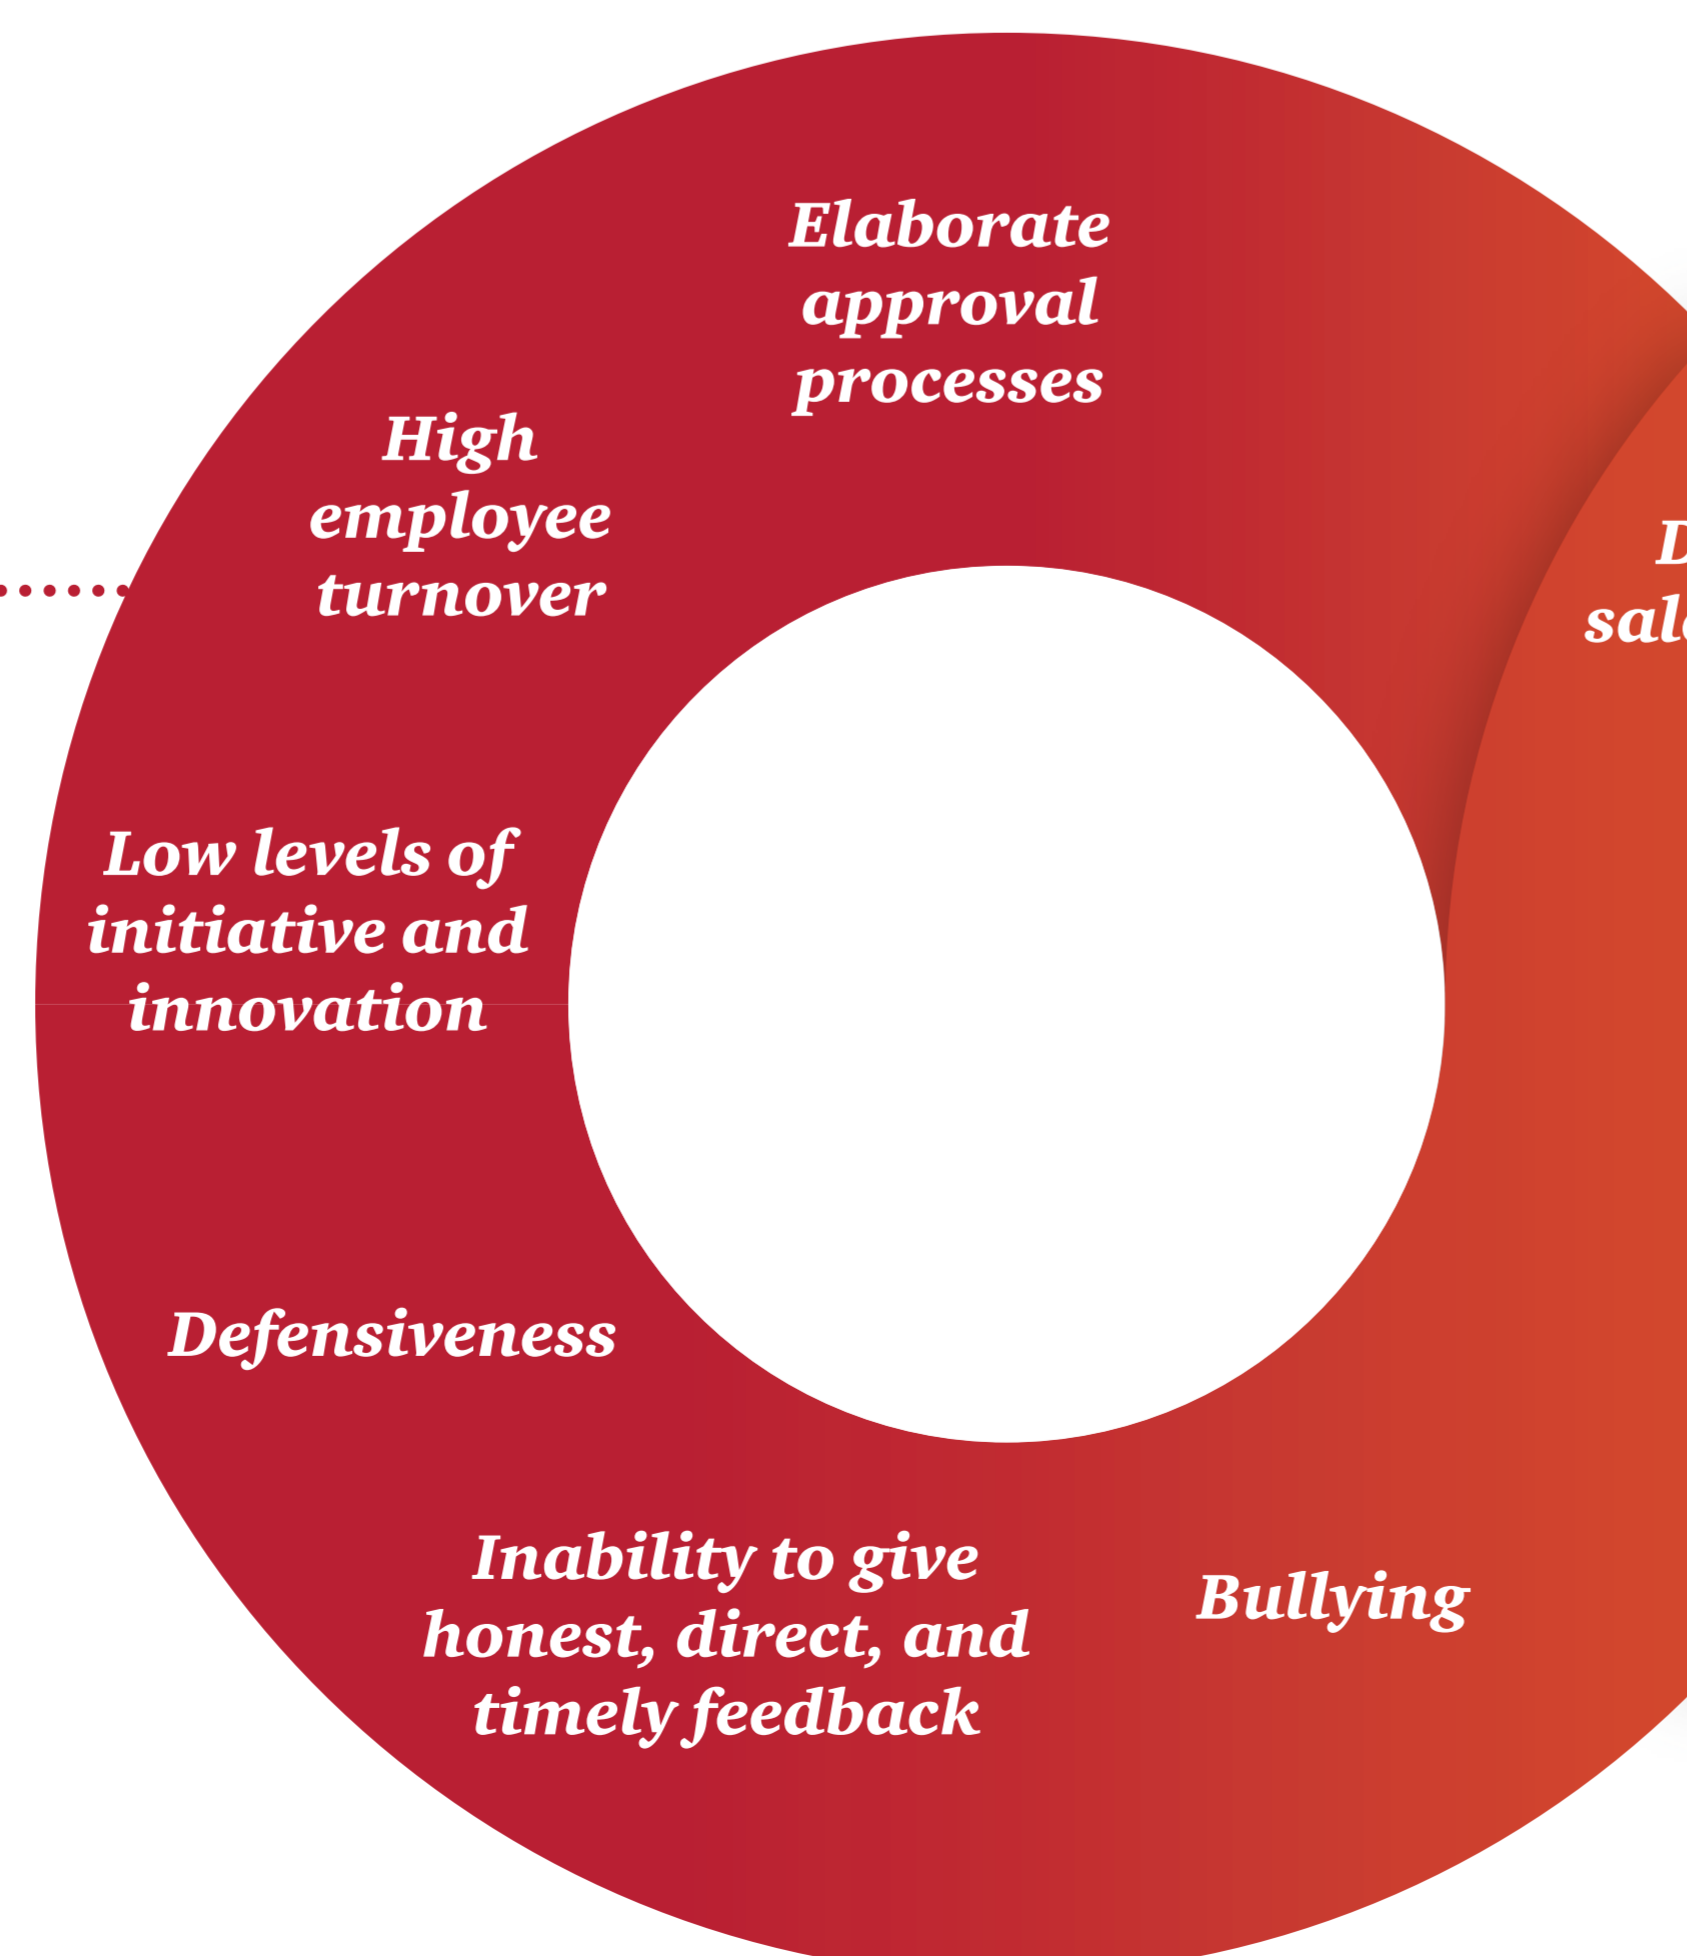 Elaborate
approval
processes
High
employee
turnover
Low levels of
initiative and
innovation
Defensiveness
Inability to give
honest, direct, and
timely feedback
Bullying